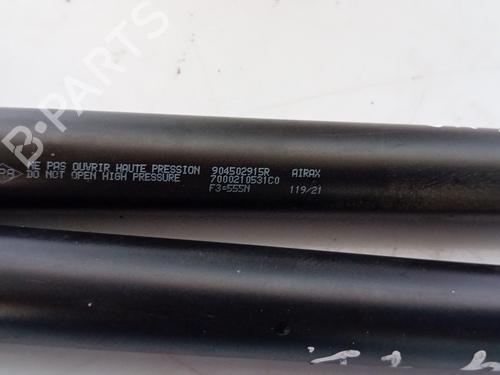 B-PARTS
NE PAS OUVRIR HAUTE PRESSION 904502915R AIRAX
DO NOT OPEN HIGH PRESSURE 7000210531C0
F3=555N 119/21